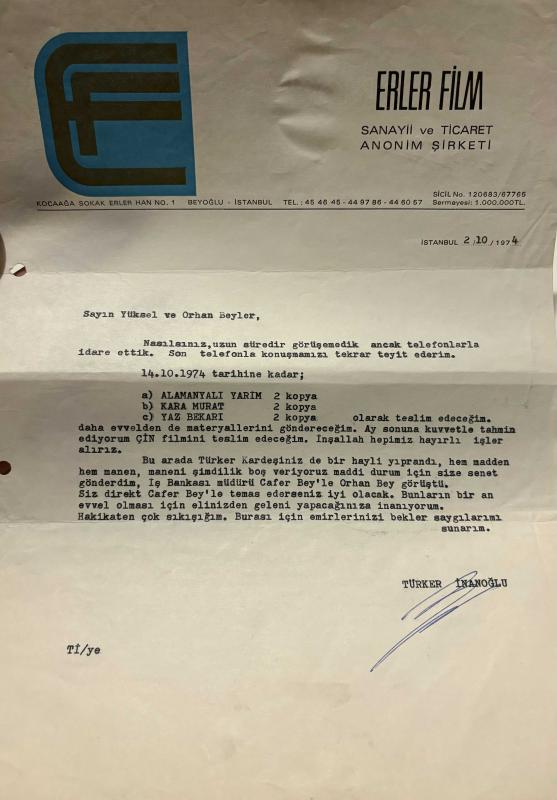 ERLER FİLM
SANAYİİ ve TİCARET
ANONİM ŞİRKETİ
SİCİL No. 120683/67765
KOCAAĞA SOKAK ERLER HAN NO. 1 BEYOĞLU - İSTANBUL TEL.: 45 46 45 - 44 97 86 - 44 60 57 Sermayesi: 1.000.000TL.
İSTANBUL 2/10/1974
Sayın Yüksel ve Orhan Beyler,
Nasılsınız,uzun süredir görüşemedik ancak telefonlarla
idare ettik. Son telefonla konuşmamızı tekrar teyit ederim.
14.10.1974 tarihine kadar;
a) ALAMANYALI YARİM 2 kopya
b) KARA MURAT 2 kopya
c) YAZ BEKARI 2 kopya olarak teslim edeceğim.
daha evvelden de materyallerini göndereceğim. Ay sonuna kuvvetle tahmin
ediyorum ÇİN filmini teslim edeceğim. İnşallah hepimiz hayırlı işler
alırız.
Bu arada Türker Kardeşiniz de bir hayli yıprandı, hem madden
hem manen, maneni şimdilik boş veriyoruz maddi durum için size senet
gönderdim, İş Bankası müdürü Cafer Bey'le Orhan Bey görüştü.
Siz direkt Cafer Bey'le temas ederseniz iyi olacak. Bunların bir an
evvel olması için elinizden geleni yapacağınıza inanıyorum.
Hakikaten çok sıkışığım. Burası için emirlerinizi bekler saygılarımı
sunarım.
TÜRKER İNANOĞLU
Tİ/ye